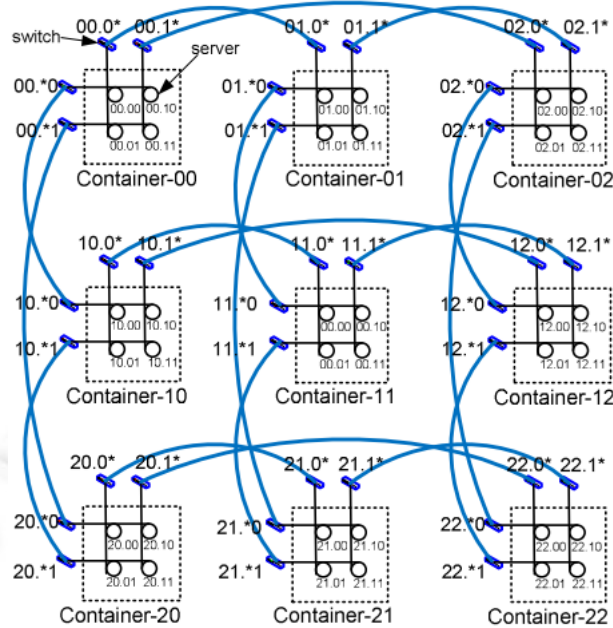 00.0* 00.1* 01.0* 01.1* 02.0* 02.1*
switch
server
00.*0 01.*0 02.*0
00.00 00.10 01.00 01.10 02.00 02.10
00.*1 01.*1 02.*1
00.01 00.11 01.01 01.11 02.01 02.11
Container-00 Container-01 Container-02
10.0* 10.1* 11.0* 11.1* 12.0* 12.1*
10.*0 11.*0 12.*0
10.00 10.10 00.00 00.10 12.00 12.10
10.*1 11.*1 12.*1
10.01 10.11 00.01 00.11 12.01 12.11
Container-10 Container-11 Container-12
20.0* 20.1* 21.0* 21.1* 22.0* 22.1*
20.*0 21.*0 22.*0
20.00 20.10 21.00 21.10 22.00 22.10
20.*1 21.*1 22.*1
20.01 20.11 21.01 21.11 22.01 22.11
Container-20 Container-21 Container-22